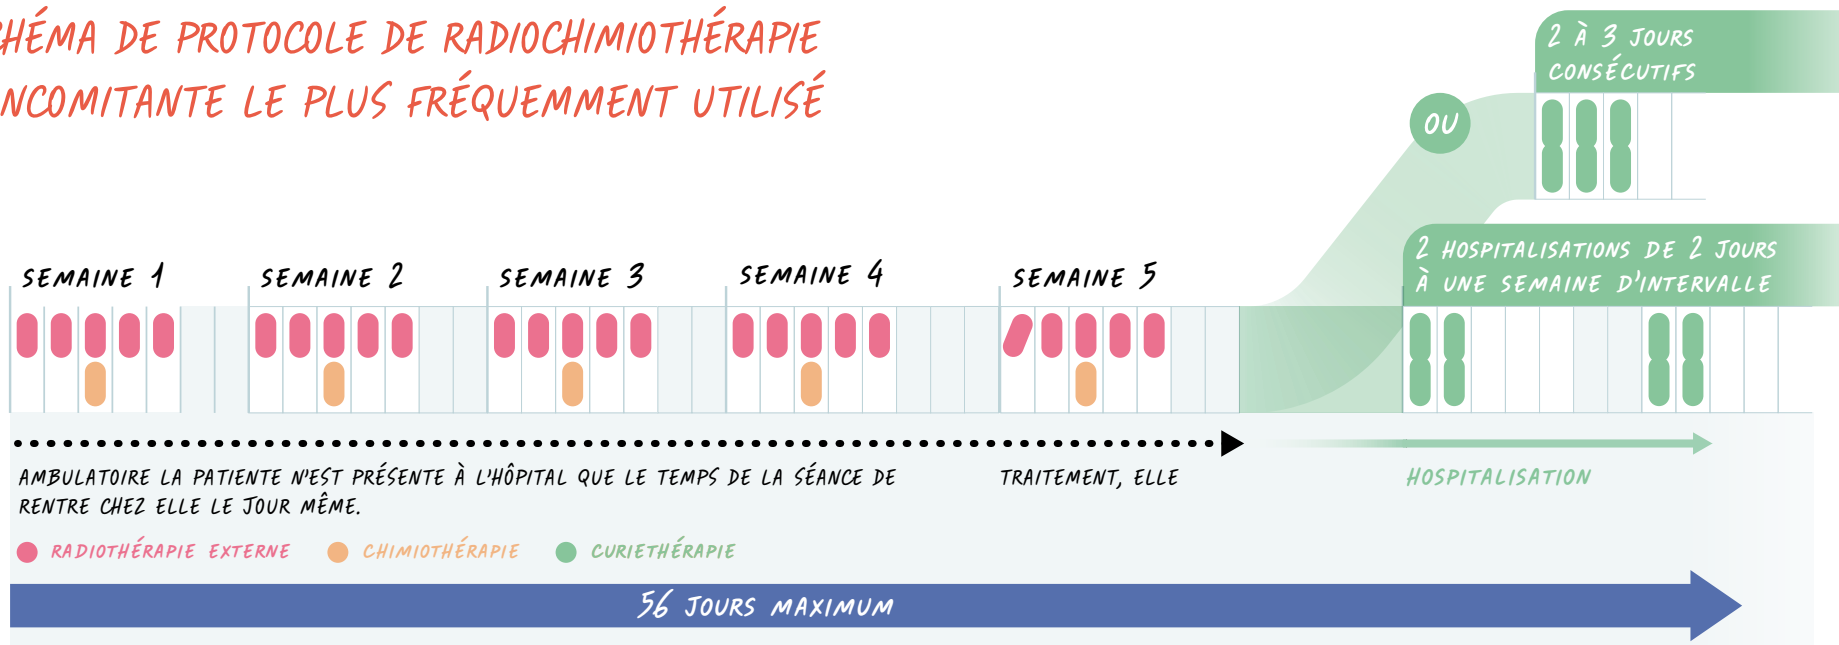 HÉMA DE PROTOCOLE DE RADIOCHIMIOTHÉRAPIE
NCOMITANTE LE PLUS FRÉQUEMMENT UTILISÉ
2 À 3 JOURS
CONSÉCUTIFS
OU
2 HOSPITALISATIONS DE 2 JOURS
À UNE SEMAINE D'INTERVALLE
SEMAINE 1 SEMAINE 2 SEMAINE 3 SEMAINE 4 SEMAINE 5
AMBULATOIRE LA PATIENTE N'EST PRÉSENTE À L'HÔPITAL QUE LE TEMPS DE LA SÉANCE DE TRAITEMENT, ELLE
RENTRE CHEZ ELLE LE JOUR MÊME.
HOSPITALISATION
RADIOTHÉRAPIE EXTERNE CHIMIOTHÉRAPIE CURIETHÉRAPIE
56 JOURS MAXIMUM